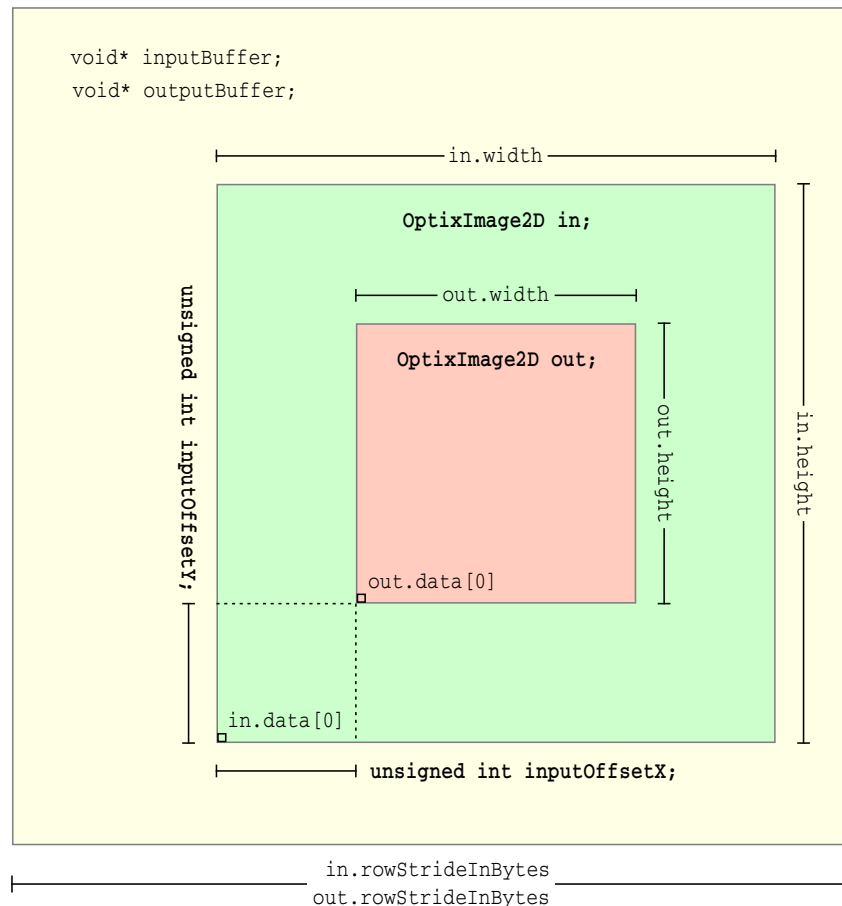 void* inputBuffer;
void* outputBuffer;
in.width
OptixImage2D in;
out.width
OptixImage2D out;
unsigned int inputOffsetY;
out.height
in.height
out.data[0]
in.data[0]
unsigned int inputOffsetX;
in.rowStrideInBytes
out.rowStrideInBytes